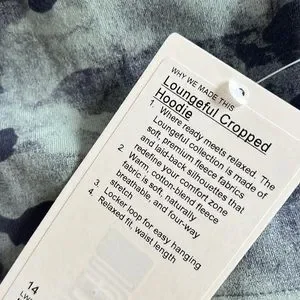 WHY WE MADE THIS
Loungeful Cropped
Hoodie
1. Where ready meets relaxed. The
Loungeful collection is made of
soft, premium fleece fabrics
and laid-back silhouettes that
redefine your comfort zone
2. Warm, cotton-blend fleece
fabric is soft, naturally
breathable, and four-way
stretch
3. Locker loop for easy hanging
4. Relaxed fit, waist length
14